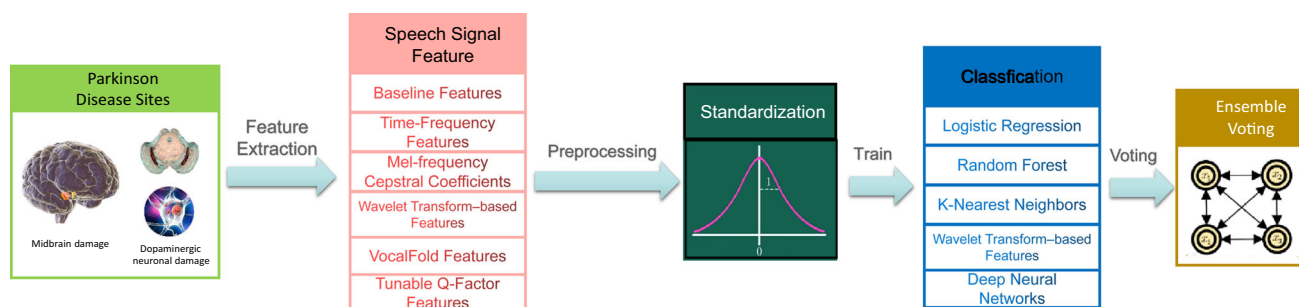 Parkinson
Disease Sites
Midbrain damage
Dopaminergic
neuronal damage
Feature
Extraction
Speech Signal
Feature
Baseline Features
Time-Frequency
Features
Mel-frequency
Cepstral Coefficients
Wavelet Transform–based
Features
VocalFold Features
Tunable Q-Factor
Features
Preprocessing
Standardization
1
0
Train
Classfication
Logistic Regression
Random Forest
K-Nearest Neighbors
Wavelet Transform–based
Features
Deep Neural
Networks
Voting
Ensemble
Voting